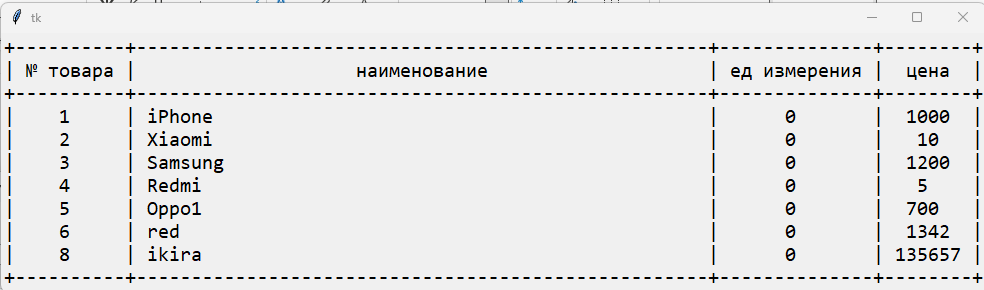 tk
+----------+----------------------------------------------------+--------------+--------+
| № товара |                    наименование                    | ед измерения |  цена  |
+----------+----------------------------------------------------+--------------+--------+
|    1     | iPhone                                             |      0       |  1000  |
|    2     | Xiaomi                                             |      0       |   10   |
|    3     | Samsung                                            |      0       |  1200  |
|    4     | Redmi                                              |      0       |   5    |
|    5     | Oppo1                                              |      0       |  700   |
|    6     | red                                                |      0       |  1342  |
|    8     | ikira                                              |      0       | 135657 |
+----------+----------------------------------------------------+--------------+--------+